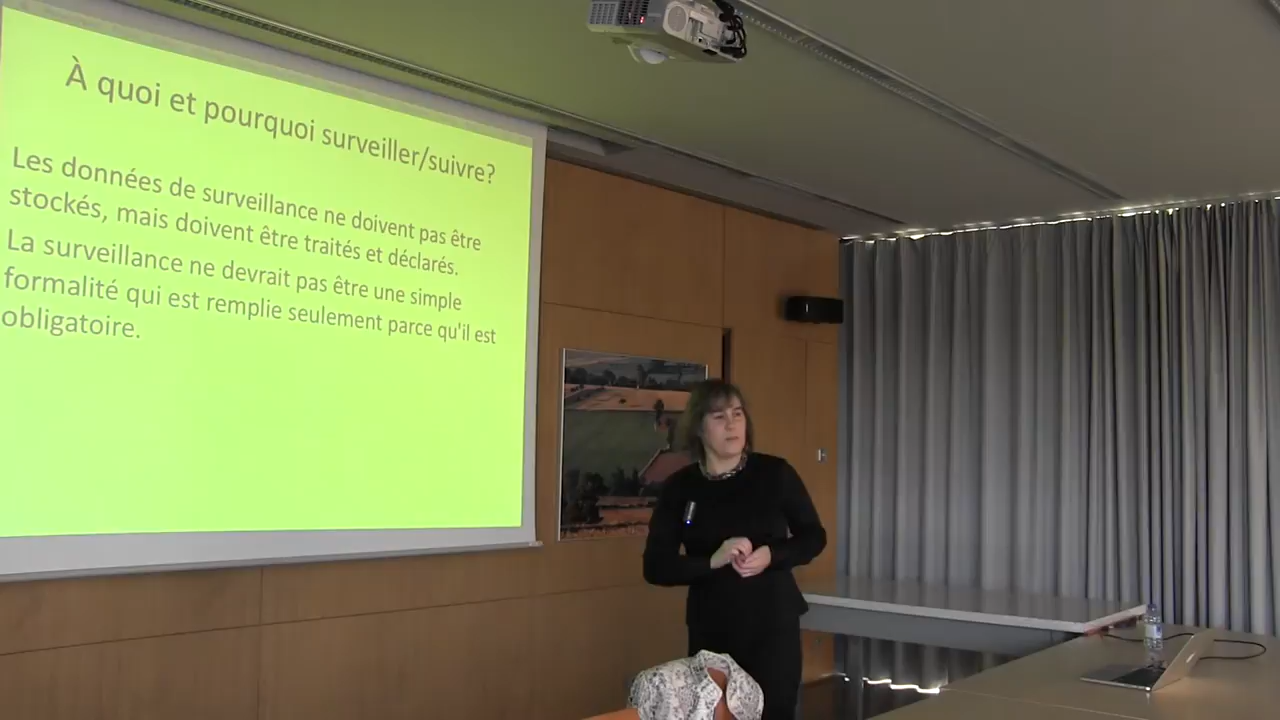 À quoi et pourquoi surveiller/suivre?
Les données de surveillance ne doivent pas être
stockés, mais doivent être traités et déclarés.
La surveillance ne devrait pas être une simple
formalité qui est remplie seulement parce qu'il est
obligatoire.